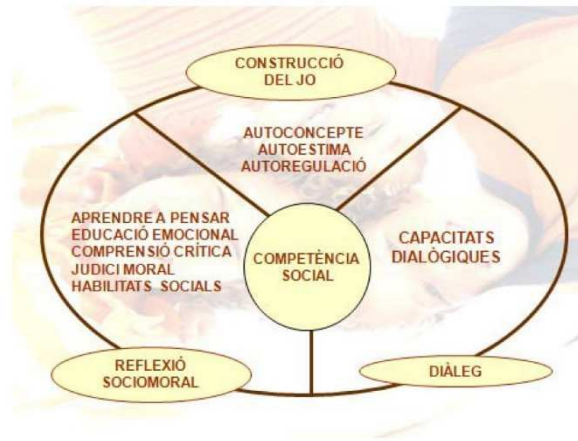 CONSTRUCCIÓ
DEL JO
AUTOCONCEPTE
AUTOESTIMA
AUTOREGULACIÓ
APRENDRE A PENSAR
EDUCACIÓ EMOCIONAL
COMPRENSIÓ CRÍTICA
JUDICI MORAL
HABILITATS SOCIALS
COMPETÈNCIA
SOCIAL
CAPACITATS
DIALÒGIQUES
REFLEXIÓ
SOCIOMORAL
DIÀLEG